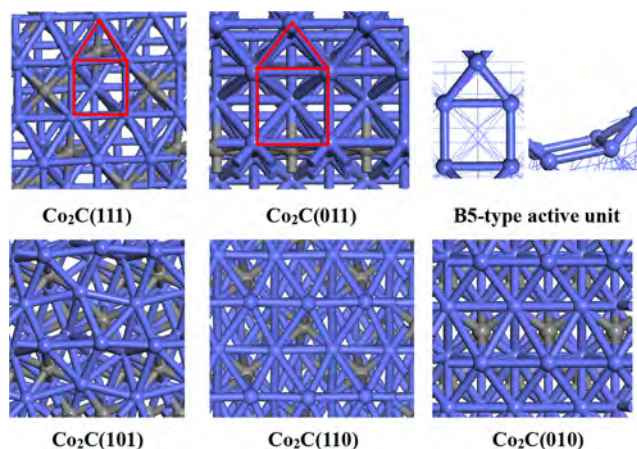 Co₂C(111)
Co₂C(011)
B5-type active unit
Co₂C(101)
Co₂C(110)
Co₂C(010)